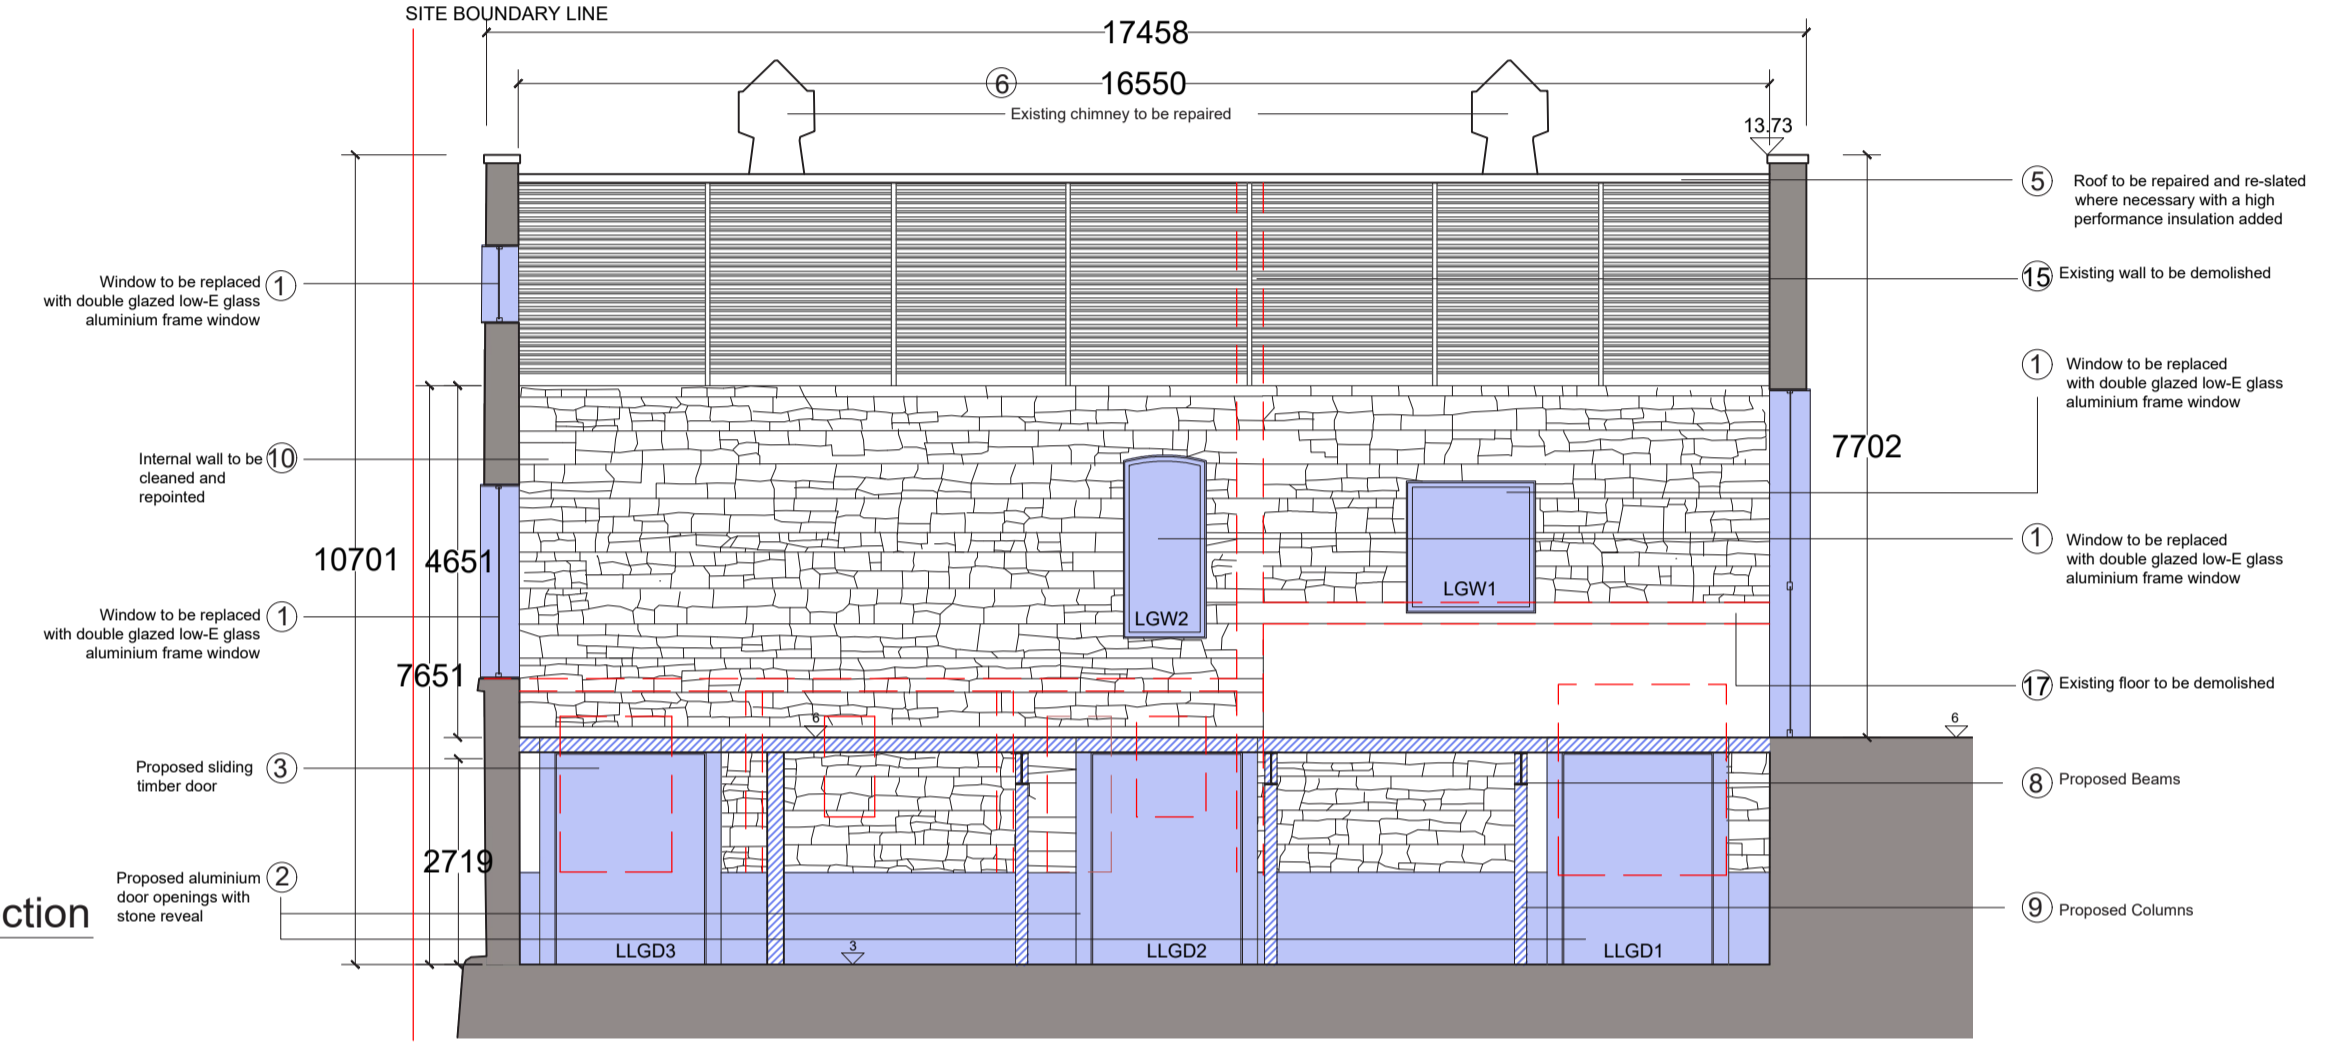 SITE BOUNDARY LINE
17458
6
16550
Existing chimney to be repaired
13.73
5
Roof to be repaired and re-slated
where necessary with a high
performance insulation added
15
Existing wall to be demolished
Window to be replaced
with double glazed low-E glass
aluminium frame window
1
1
Window to be replaced
with double glazed low-E glass
aluminium frame window
7702
Internal wall to be
cleaned and
repointed
10
10701
4651
1
Window to be replaced
with double glazed low-E glass
aluminium frame window
LGW1
LGW2
Window to be replaced
with double glazed low-E glass
aluminium frame window
1
7651
17
Existing floor to be demolished
6
6
Proposed sliding
timber door
3
8
Proposed Beams
2719
Proposed aluminium
door openings with
stone reveal
2
ction
9
Proposed Columns
LLGD3
3
LLGD2
LLGD1